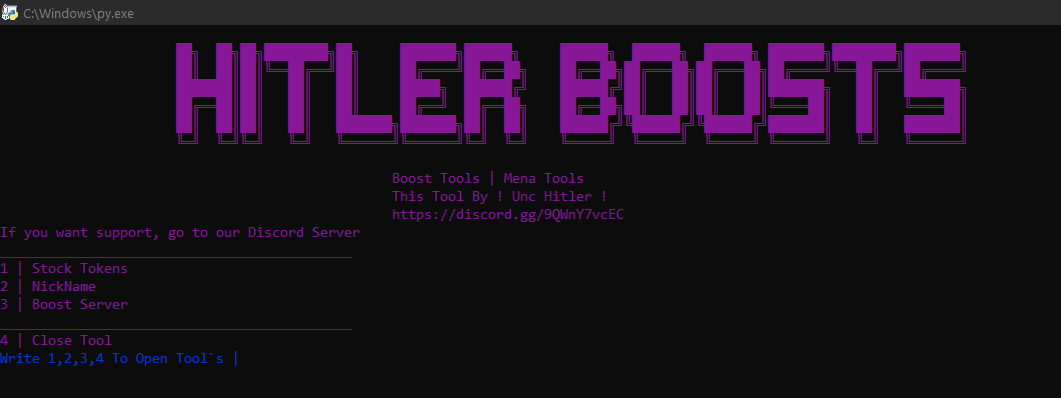 C:\Windows\py.exe
HITLER BOOSTS
Boost Tools | Mena Tools
This Tool By ! Unc Hitler !
https://discord.gg/9QWnY7vcEC
If you want support, go to our Discord Server
1 | Stock Tokens
2 | NickName
3 | Boost Server
4 | Close Tool
Write 1,2,3,4 To Open Tool`s |